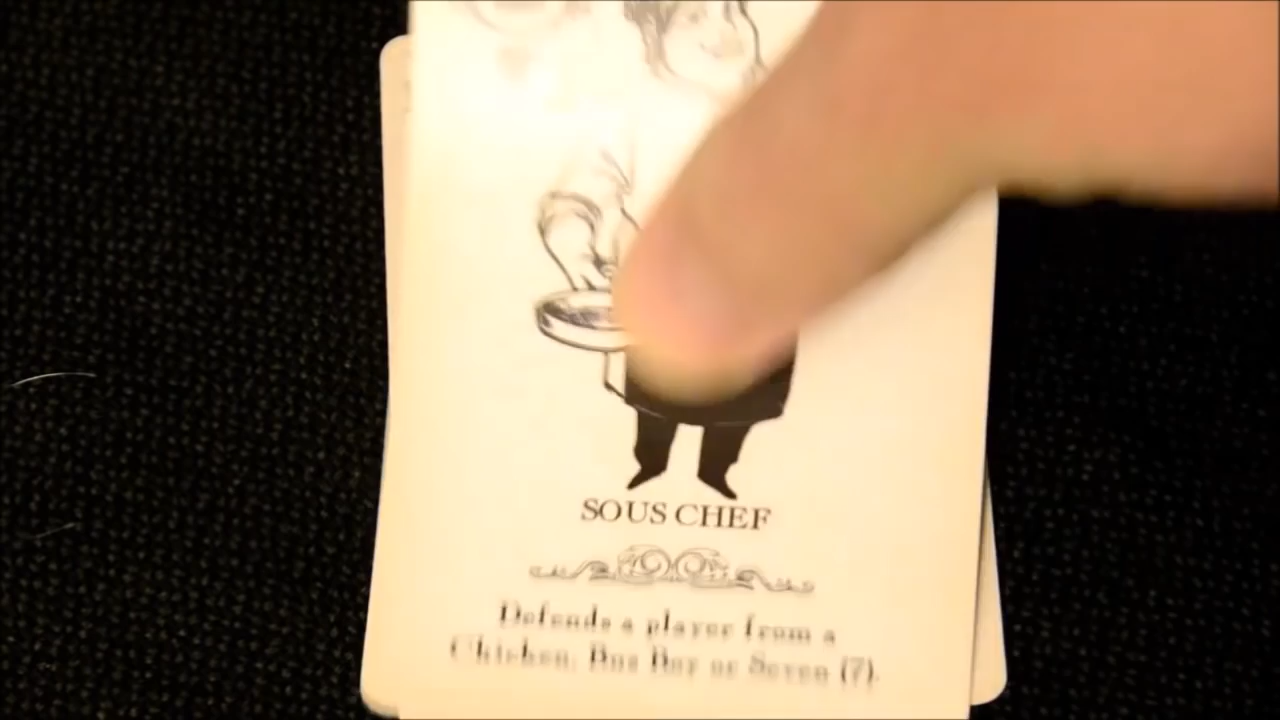 SOUS CHEF
Defends a player from a
Chicken, Bus Boy or Seven (7).